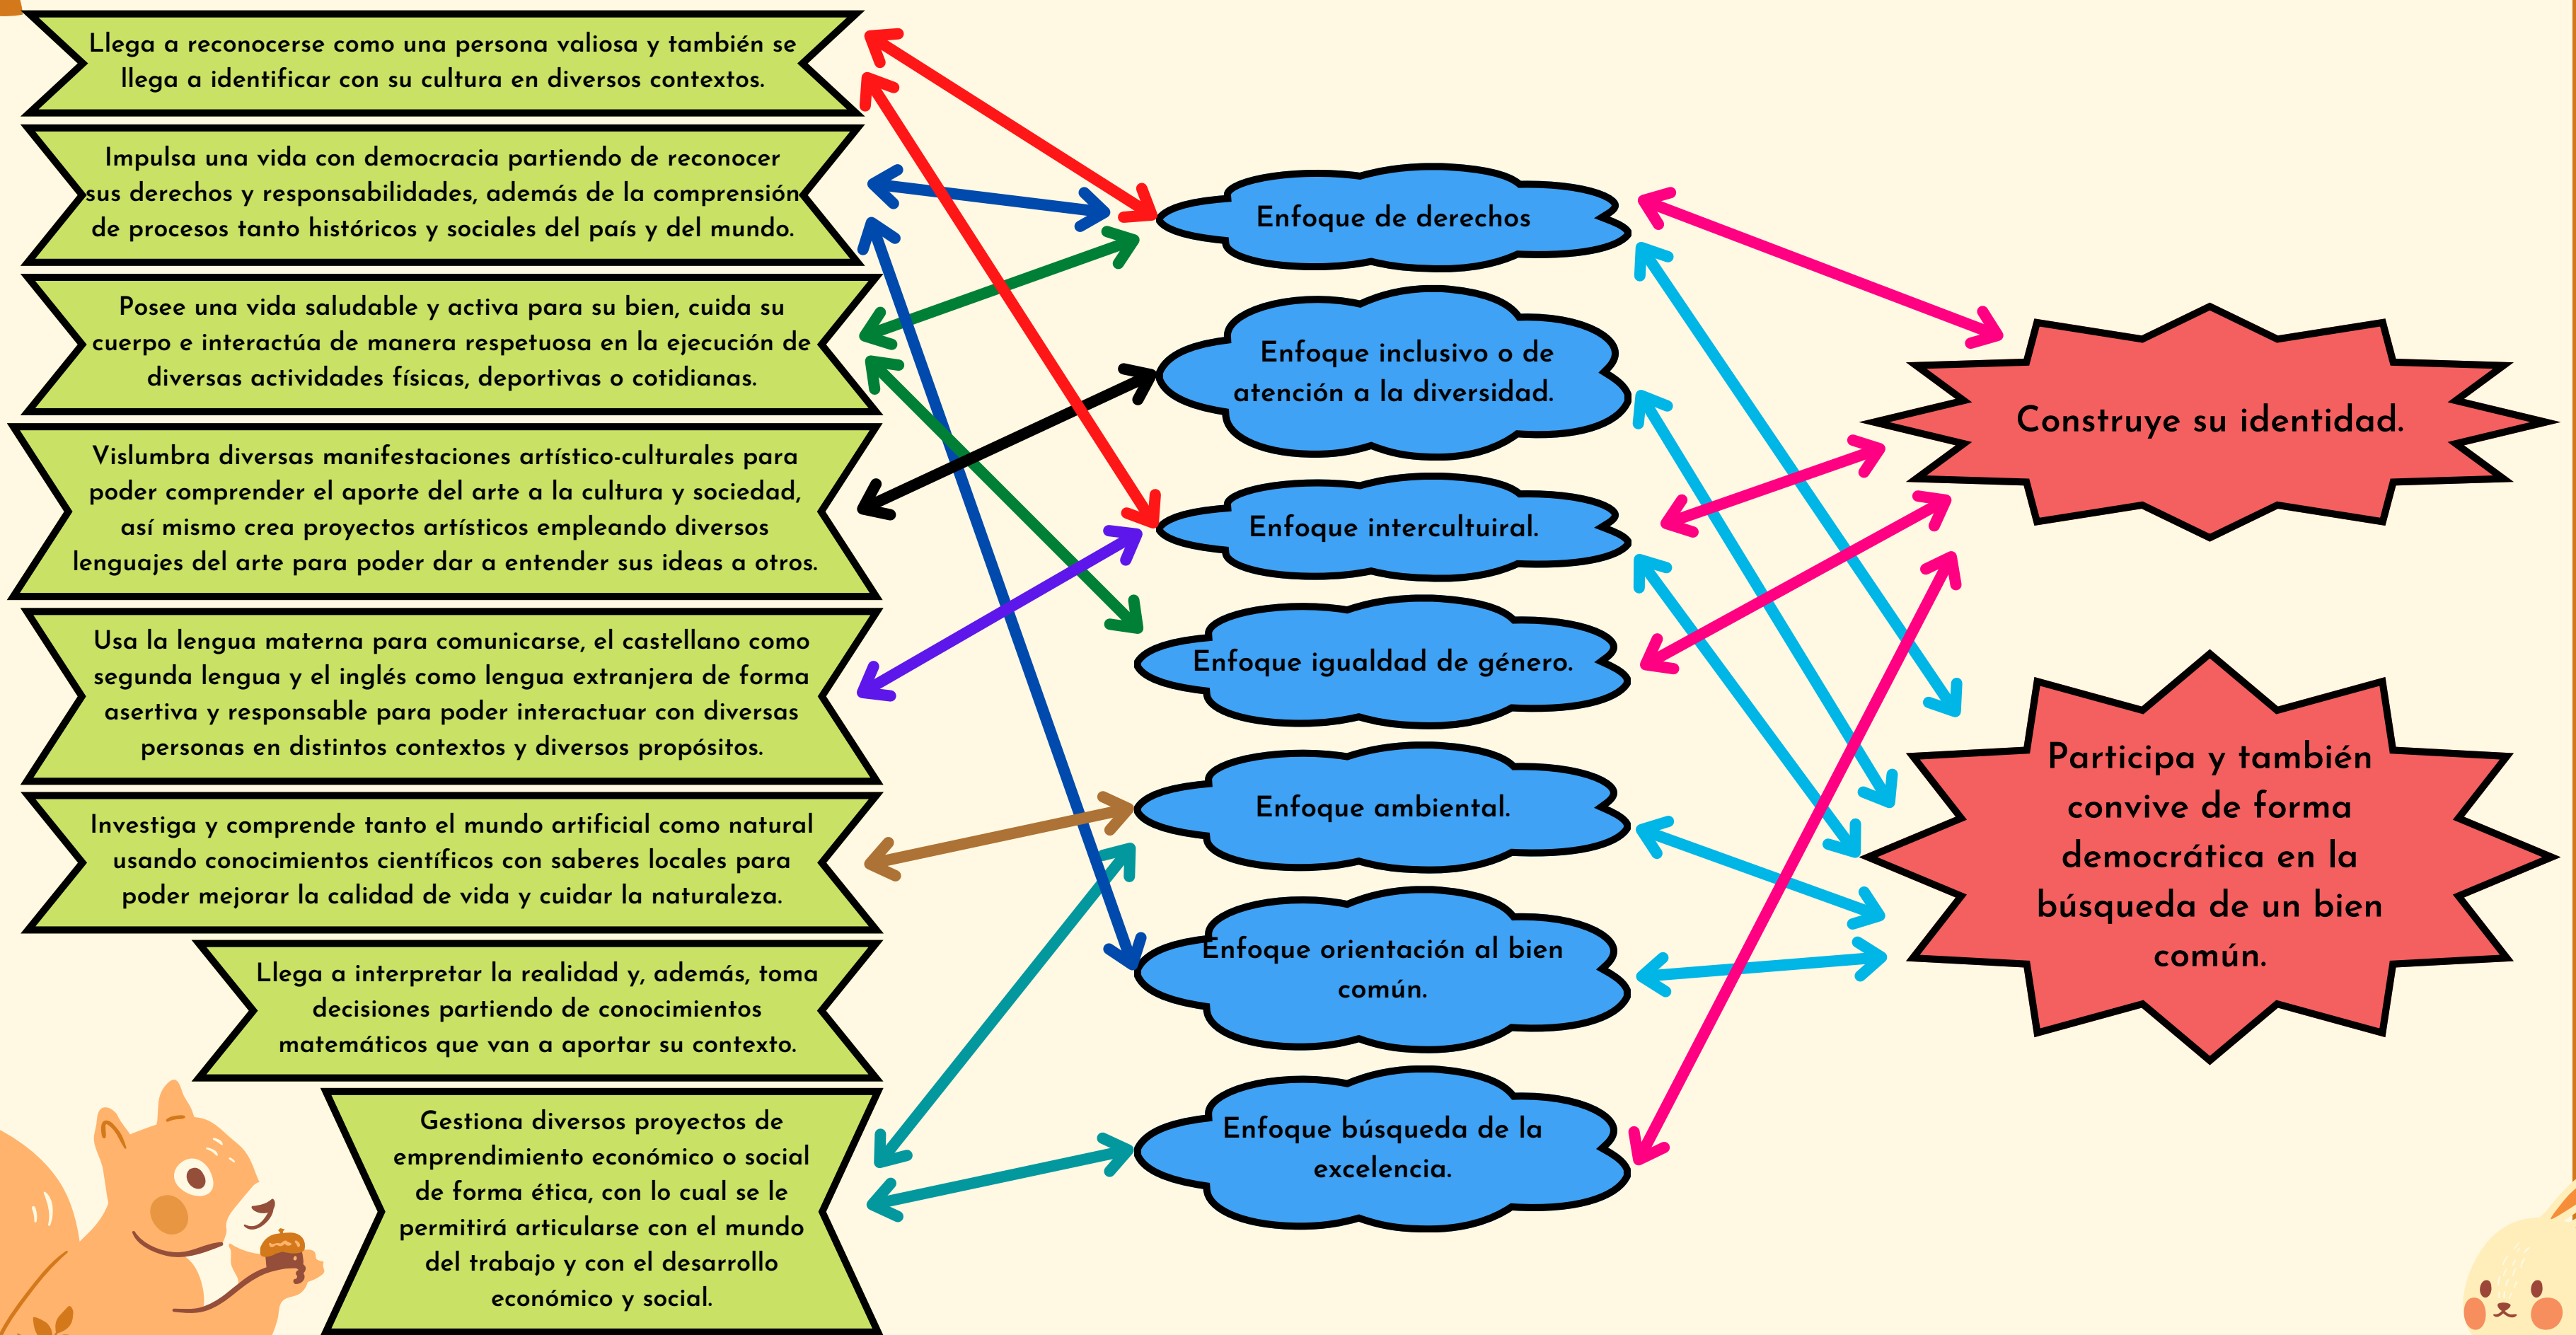 Llega a reconocerse como una persona valiosa y también se
llega a identificar con su cultura en diversos contextos.
Impulsa una vida con democracia partiendo de reconocer
sus derechos y responsabilidades, además de la comprensión
de procesos tanto históricos y sociales del país y del mundo.
Posee una vida saludable y activa para su bien, cuida su
cuerpo e interactúa de manera respetuosa en la ejecución de
diversas actividades físicas, deportivas o cotidianas.
Vislumbra diversas manifestaciones artístico-culturales para
poder comprender el aporte del arte a la cultura y sociedad,
así mismo crea proyectos artísticos empleando diversos
lenguajes del arte para poder dar a entender sus ideas a otros.
Usa la lengua materna para comunicarse, el castellano como
segunda lengua y el inglés como lengua extranjera de forma
asertiva y responsable para poder interactuar con diversas
personas en distintos contextos y diversos propósitos.
Investiga y comprende tanto el mundo artificial como natural
usando conocimientos científicos con saberes locales para
poder mejorar la calidad de vida y cuidar la naturaleza.
Llega a interpretar la realidad y, además, toma
decisiones partiendo de conocimientos
matemáticos que van a aportar su contexto.
Gestiona diversos proyectos de
emprendimiento económico o social
de forma ética, con lo cual se le
permitirá articularse con el mundo
del trabajo y con el desarrollo
económico y social.
Enfoque de derechos
Enfoque inclusivo o de
atención a la diversidad.
Enfoque intercultuiral.
Enfoque igualdad de género.
Enfoque ambiental.
Enfoque orientación al bien
común.
Enfoque búsqueda de la
excelencia.
Construye su identidad.
Participa y también
convive de forma
democrática en la
búsqueda de un bien
común.